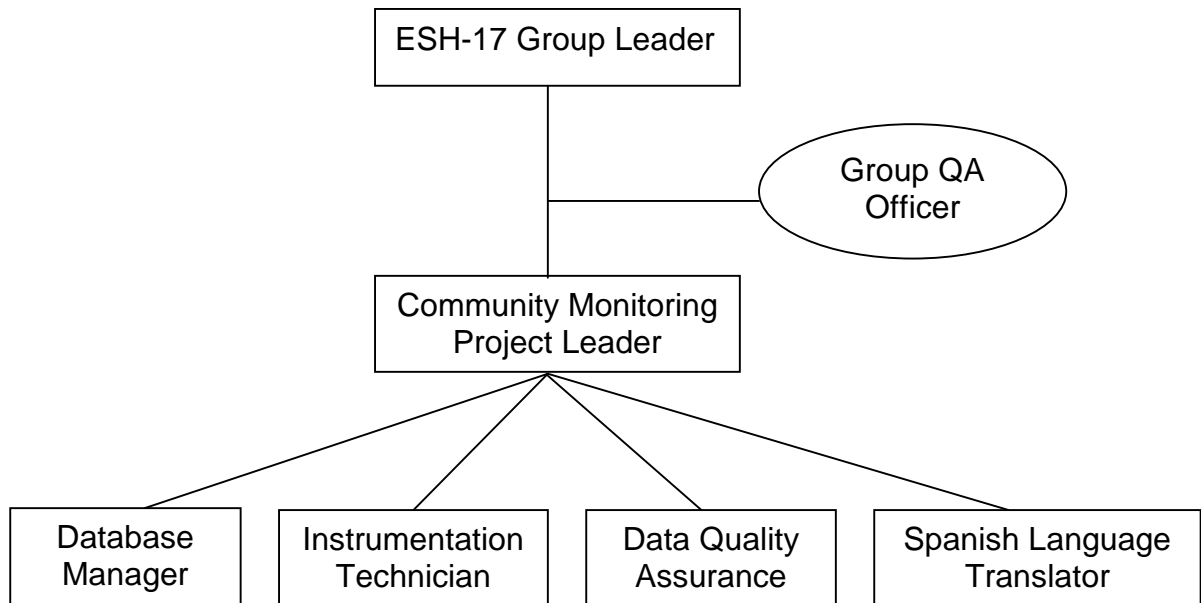 ESH-17 Group Leader
Group QA
Officer
Community Monitoring
Project Leader
Database
Manager
Instrumentation
Technician
Data Quality
Assurance
Spanish Language
Translator